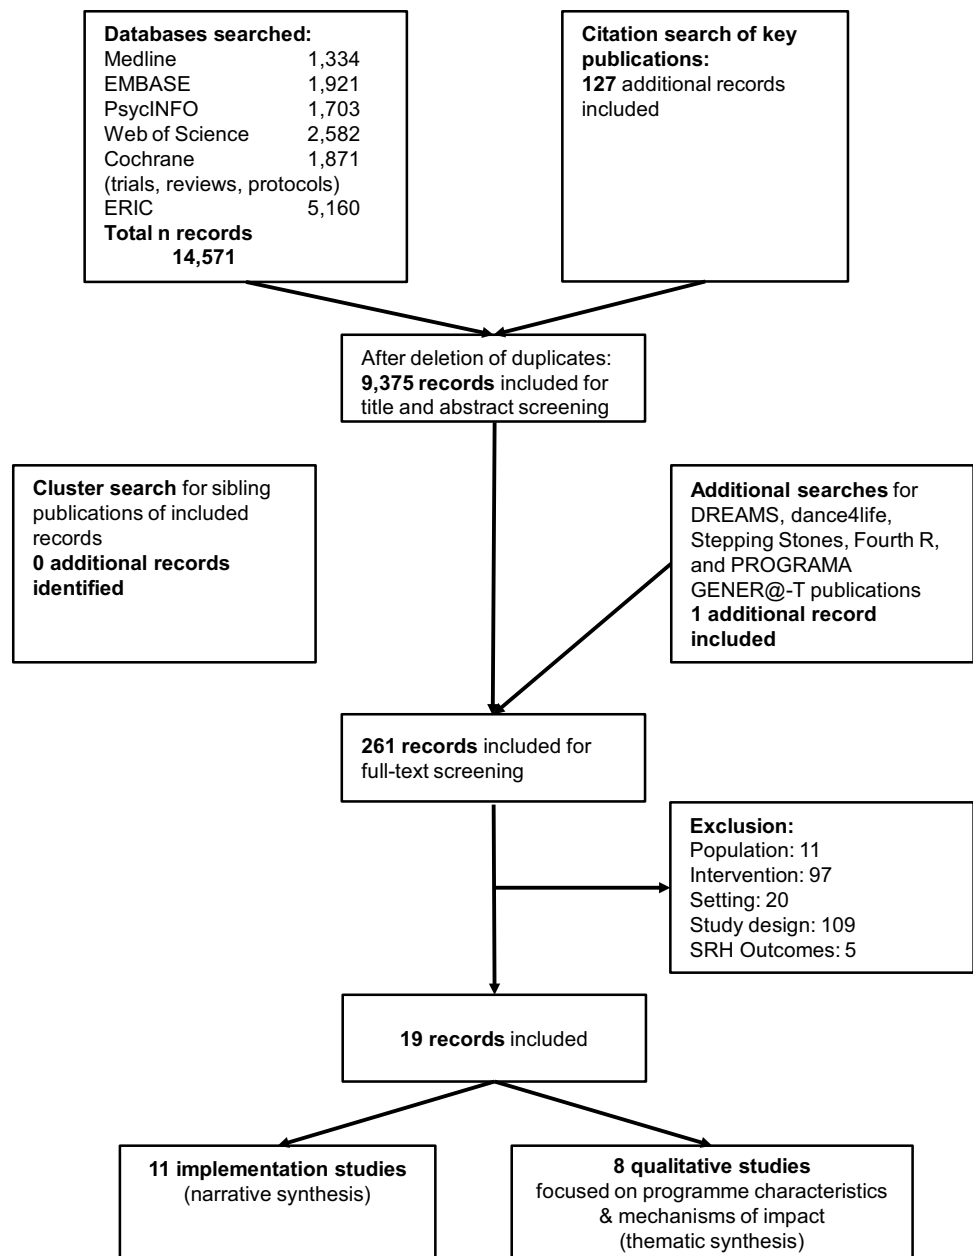 Databases searched:
Medline 1,334
EMBASE 1,921
PsycINFO 1,703
Web of Science 2,582
Cochrane 1,871
(trials, reviews, protocols)
ERIC 5,160
Total n records
14,571
Citation search of key
publications:
127 additional records
included
After deletion of duplicates:
9,375 records included for
title and abstract screening
Cluster search for sibling
publications of included
records
0 additional records
identified
Additional searches for
DREAMS, dance4life,
Stepping Stones, Fourth R,
and PROGRAMA
GENER@-T publications
1 additional record
included
261 records included for
full-text screening
Exclusion:
Population: 11
Intervention: 97
Setting: 20
Study design: 109
SRH Outcomes: 5
19 records included
11 implementation studies
(narrative synthesis)
8 qualitative studies
focused on programme characteristics
& mechanisms of impact
(thematic synthesis)